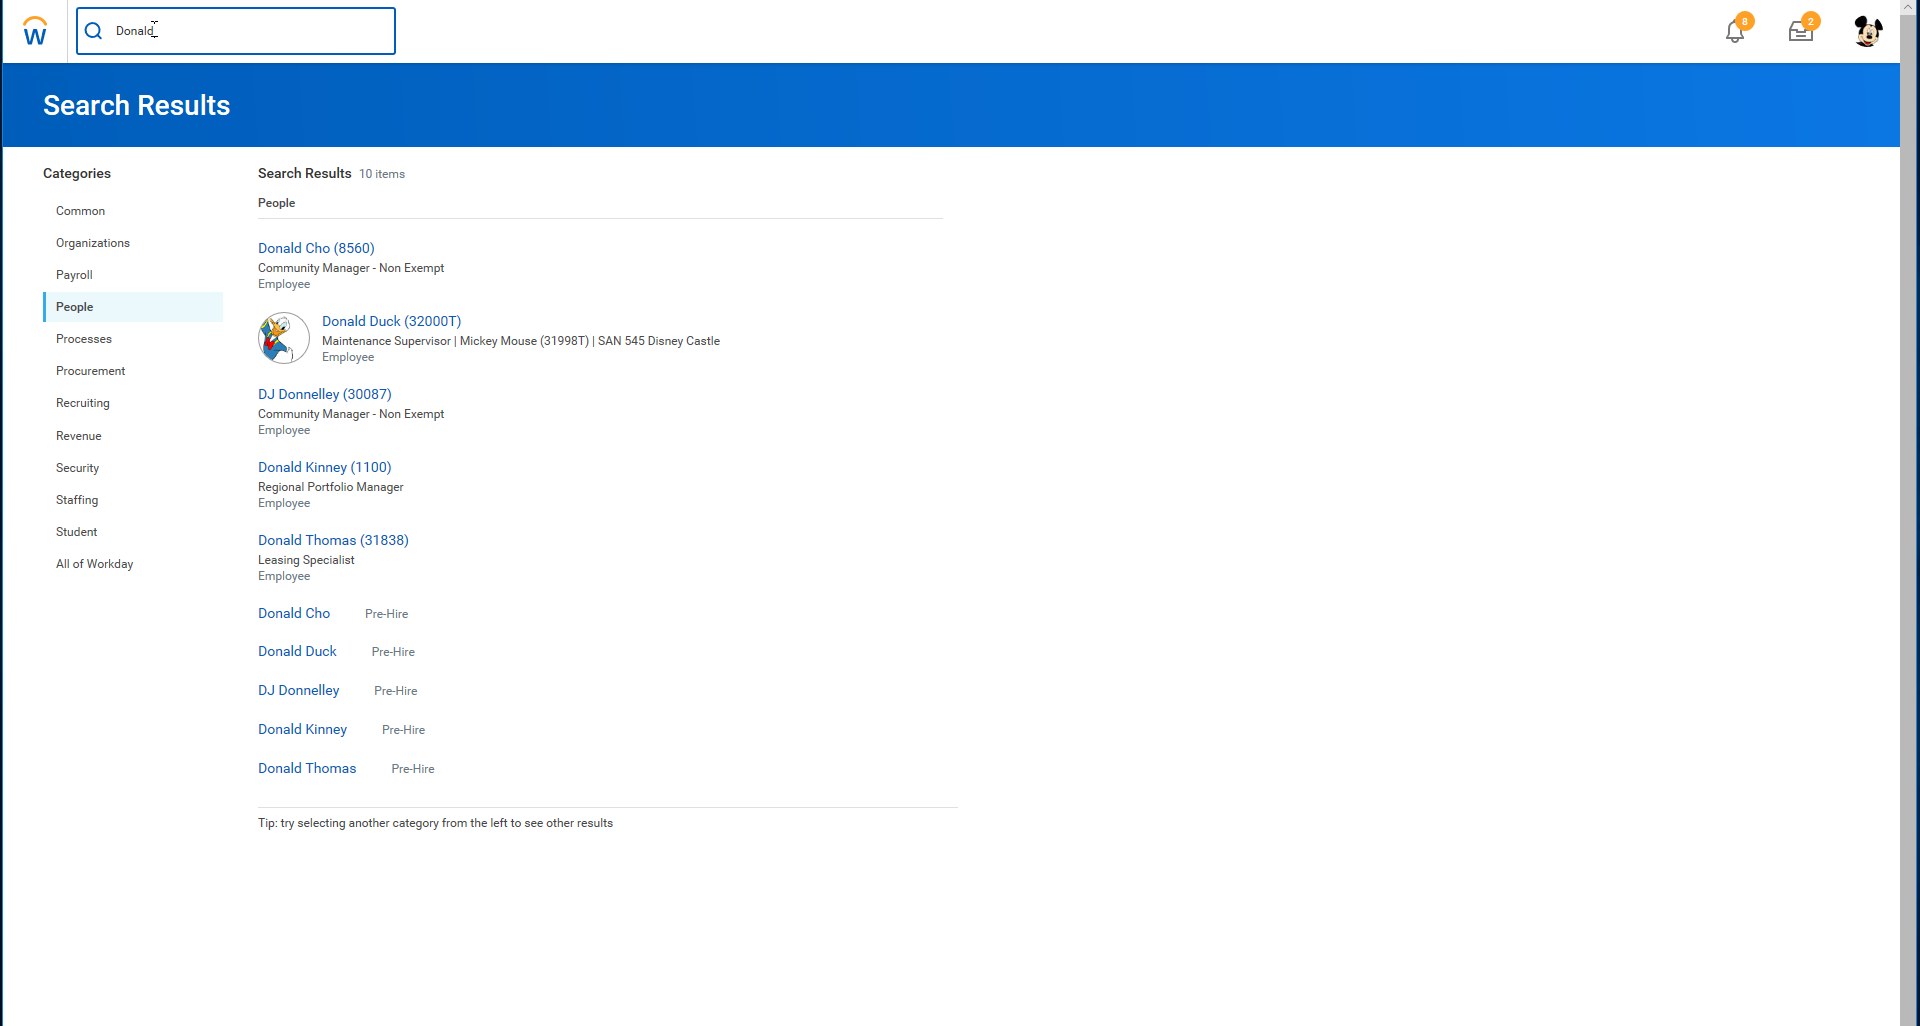 W
Donald
8
2
Search Results
Categories
Common
Organizations
Payroll
People
Processes
Procurement
Recruiting
Revenue
Security
Staffing
Student
All of Workday
Search Results 10 items
People
Donald Cho (8560)
Community Manager - Non Exempt
Employee
Donald Duck (32000T)
Maintenance Supervisor | Mickey Mouse (31998T) | SAN 545 Disney Castle
Employee
DJ Donnelley (30087)
Community Manager - Non Exempt
Employee
Donald Kinney (1100)
Regional Portfolio Manager
Employee
Donald Thomas (31838)
Leasing Specialist
Employee
Donald Cho Pre-Hire
Donald Duck Pre-Hire
DJ Donnelley Pre-Hire
Donald Kinney Pre-Hire
Donald Thomas Pre-Hire
Tip: try selecting another category from the left to see other results